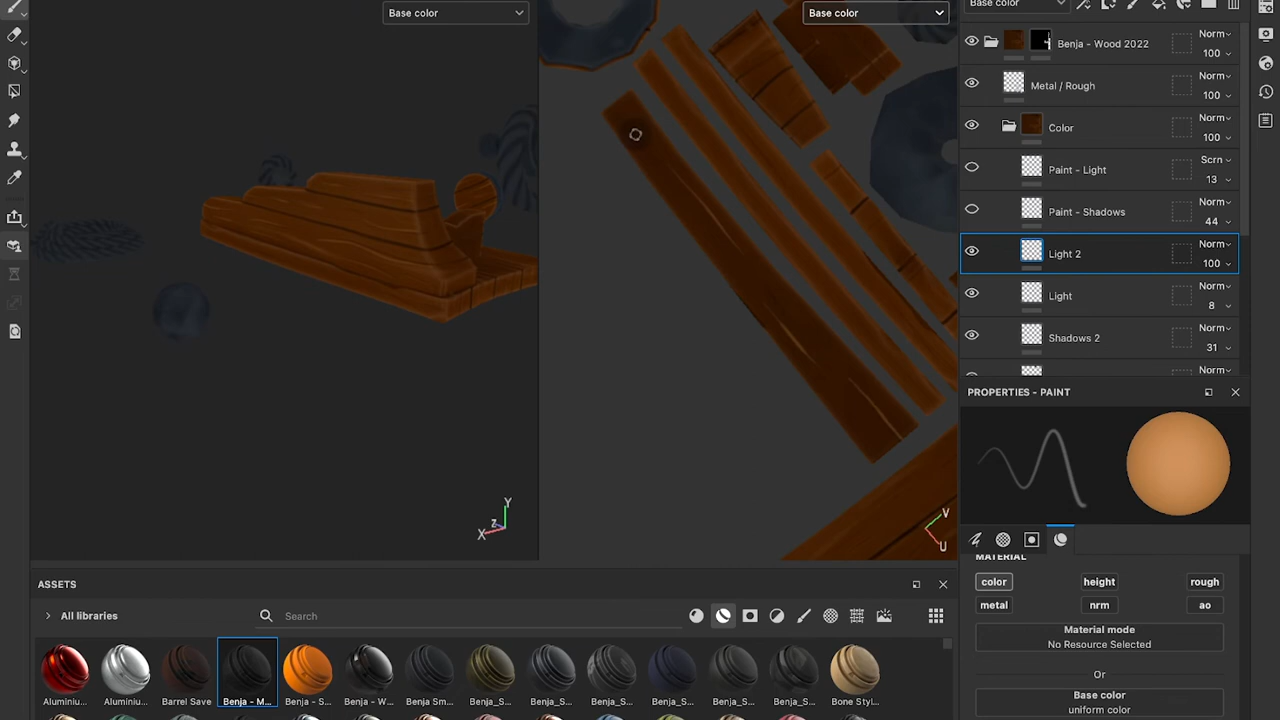 Base color
Base color
Base color
Benja - Wood 2022
Norm
100
Metal / Rough
Norm
100
Color
Norm
100
Paint - Light
Scrn
13
Paint - Shadows
Norm
44
Light 2
Norm
100
Light
Norm
8
Shadows 2
Norm
31
Norm
PROPERTIES - PAINT
MATERIAL
color
height
rough
metal
nrm
ao
Material mode
No Resource Selected
Or
Base color
uniform color
Y
Z
X
V
U
ASSETS
All libraries
Search
Aluminiu...
Aluminiu...
Barrel Save
Benja - M...
Benja - S...
Benja - W...
Benja Sm...
Benja_S...
Benja_S...
Benja_S...
Benja_S...
Benja_S...
Benja_S...
Bone Styl...